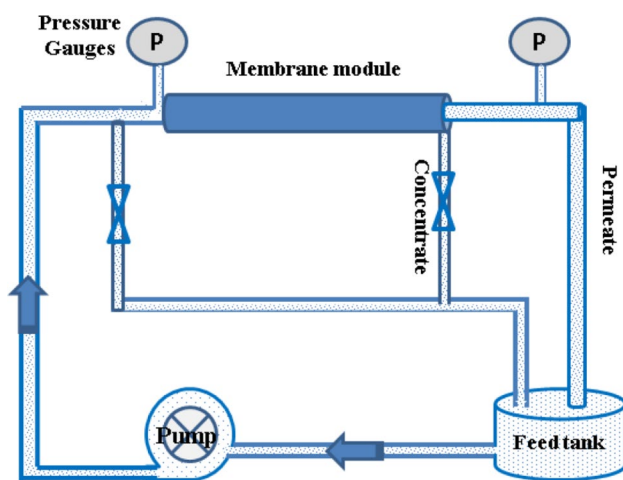 Pressure
Gauges
P
P
Membrane module
Concentrate
Permeate
Pump
Feed tank